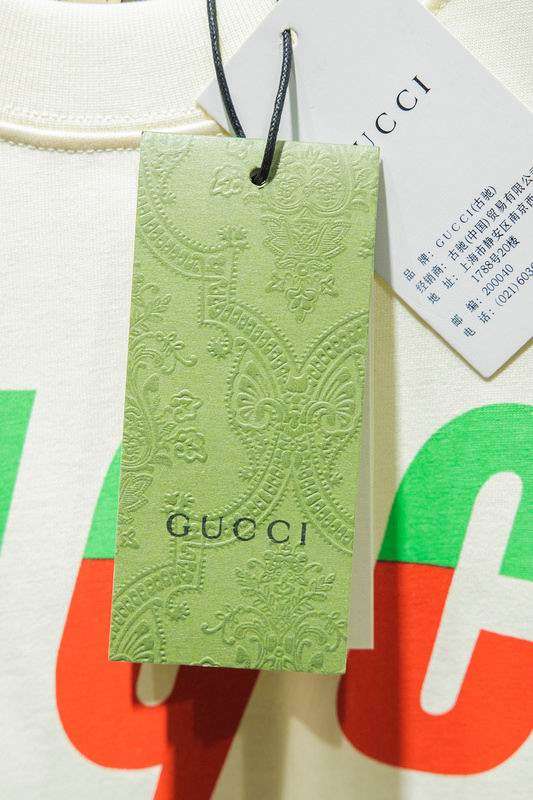 GUCCI
UCCI
品 牌：GUCCI(古驰)
经销商：古驰(中国)贸易有限公
地 址：上海市静安区南京西
1788号20楼
邮 编：200040
电 话：(021) 6036